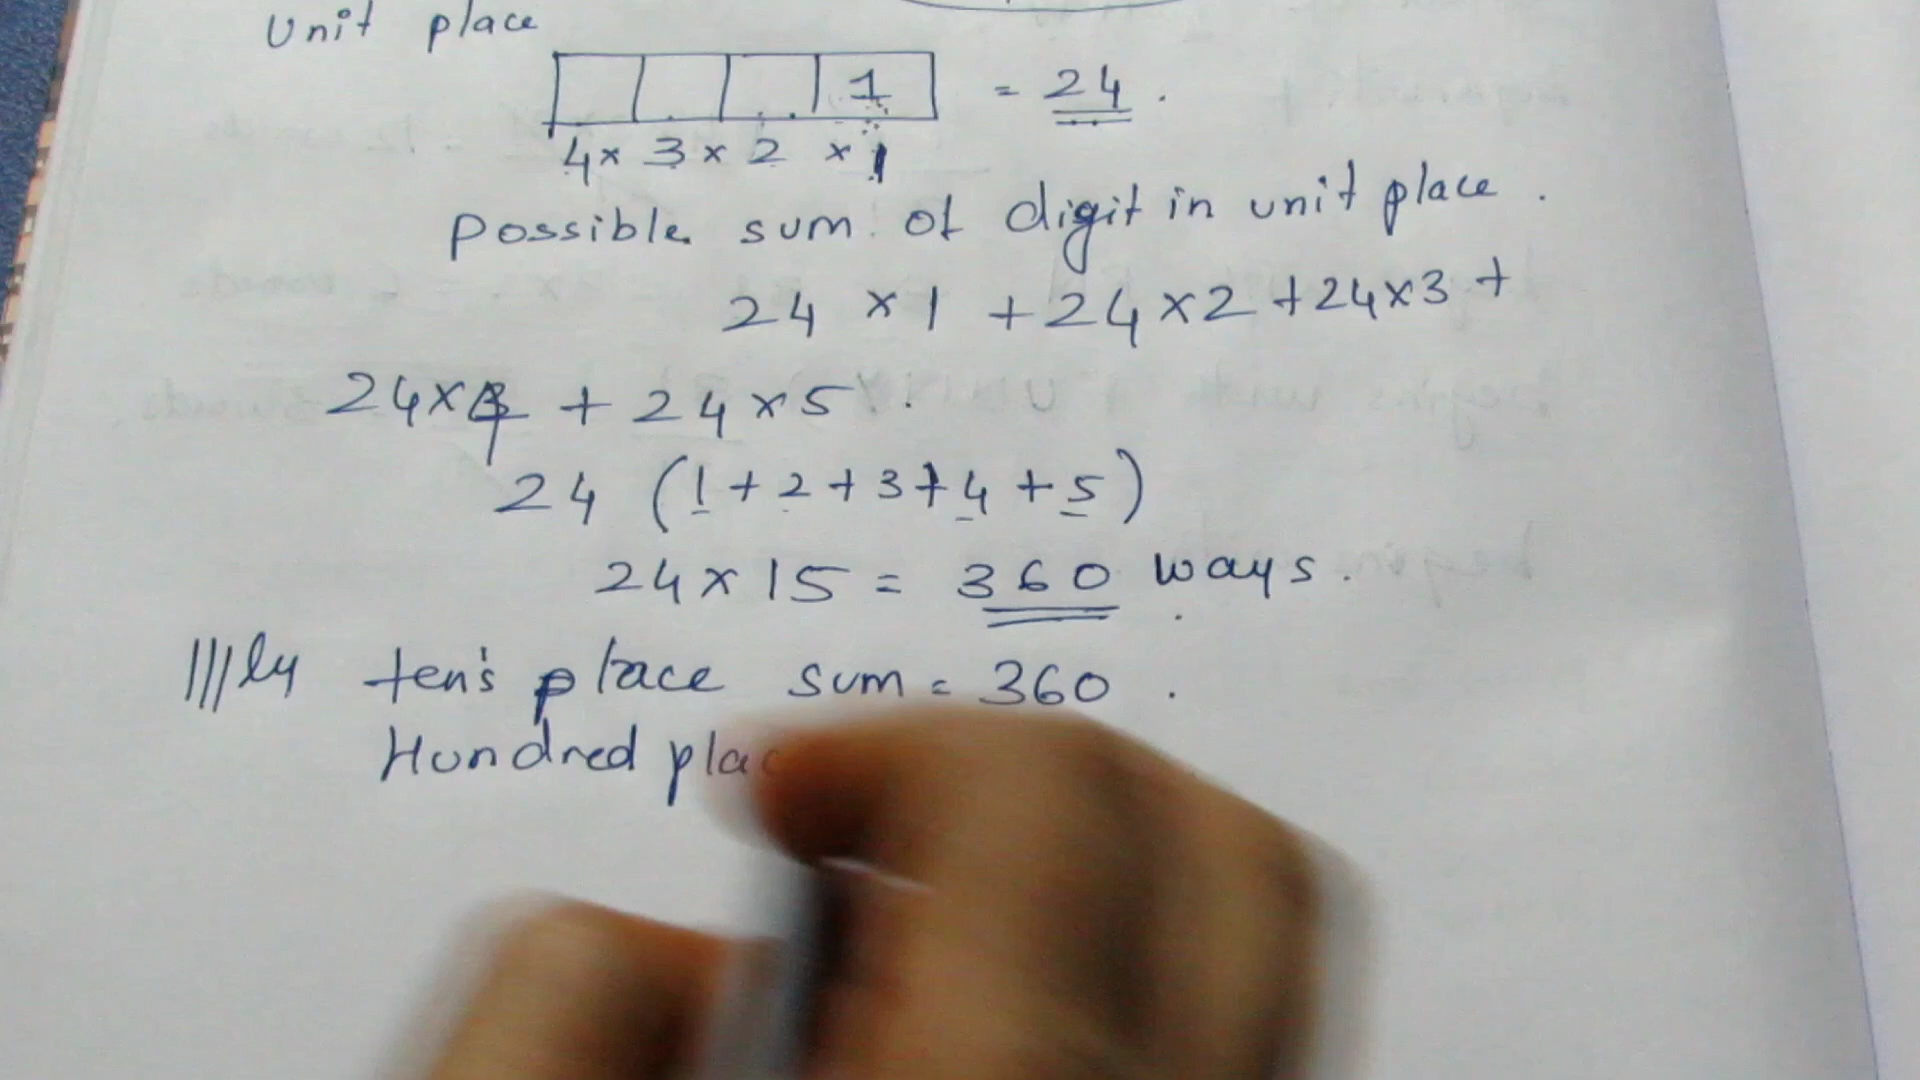 Unit place
1 = 24.
4 x 3 x 2 x 1
possible sum of digit in unit place.
24 x 1 + 24 x 2 + 24 x 3 +
24 x 4 + 24 x 5.
24 (1 + 2 + 3 + 4 + 5)
24 x 15 = 360 ways.
|||ly ten's place sum = 360.
Hundred plac